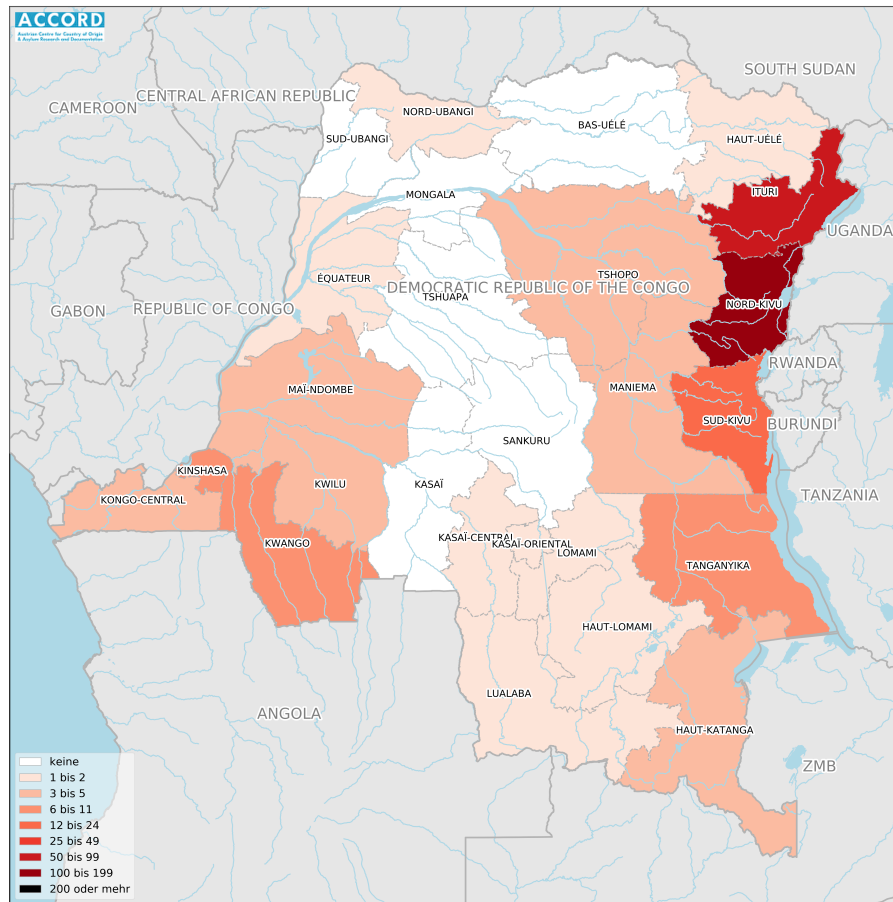 ACCORD
Austrian Centre for Country of Origin
& Asylum Research and Documentation
SOUTH SUDAN
CENTRAL AFRICAN REPUBLIC
CAMEROON
NORD-UBANGI
BAS-UÉLÉ
SUD-UBANGI
HAUT-UÉLÉ
ITURI
MONGALA
UGANDA
TSHOPO
ÉQUATEUR
DEMOCRATIC REPUBLIC OF THE CONGO
TSHUAPA
NORD-KIVU
GABON
REPUBLIC OF CONGO
RWANDA
MAÏ-NDOMBE
MANIEMA
SUD-KIVU
BURUNDI
SANKURU
KINSHASA
KWILU
KASAÏ
TANZANIA
KONGO-CENTRAL
KASAÏ-CENTRAL
KASAÏ-ORIENTAL
KWANGO
LOMAMI
TANGANYIKA
HAUT-LOMAMI
LUALABA
ANGOLA
HAUT-KATANGA
ZMB
keine
1 bis 2
3 bis 5
6 bis 11
12 bis 24
25 bis 49
50 bis 99
100 bis 199
200 oder mehr